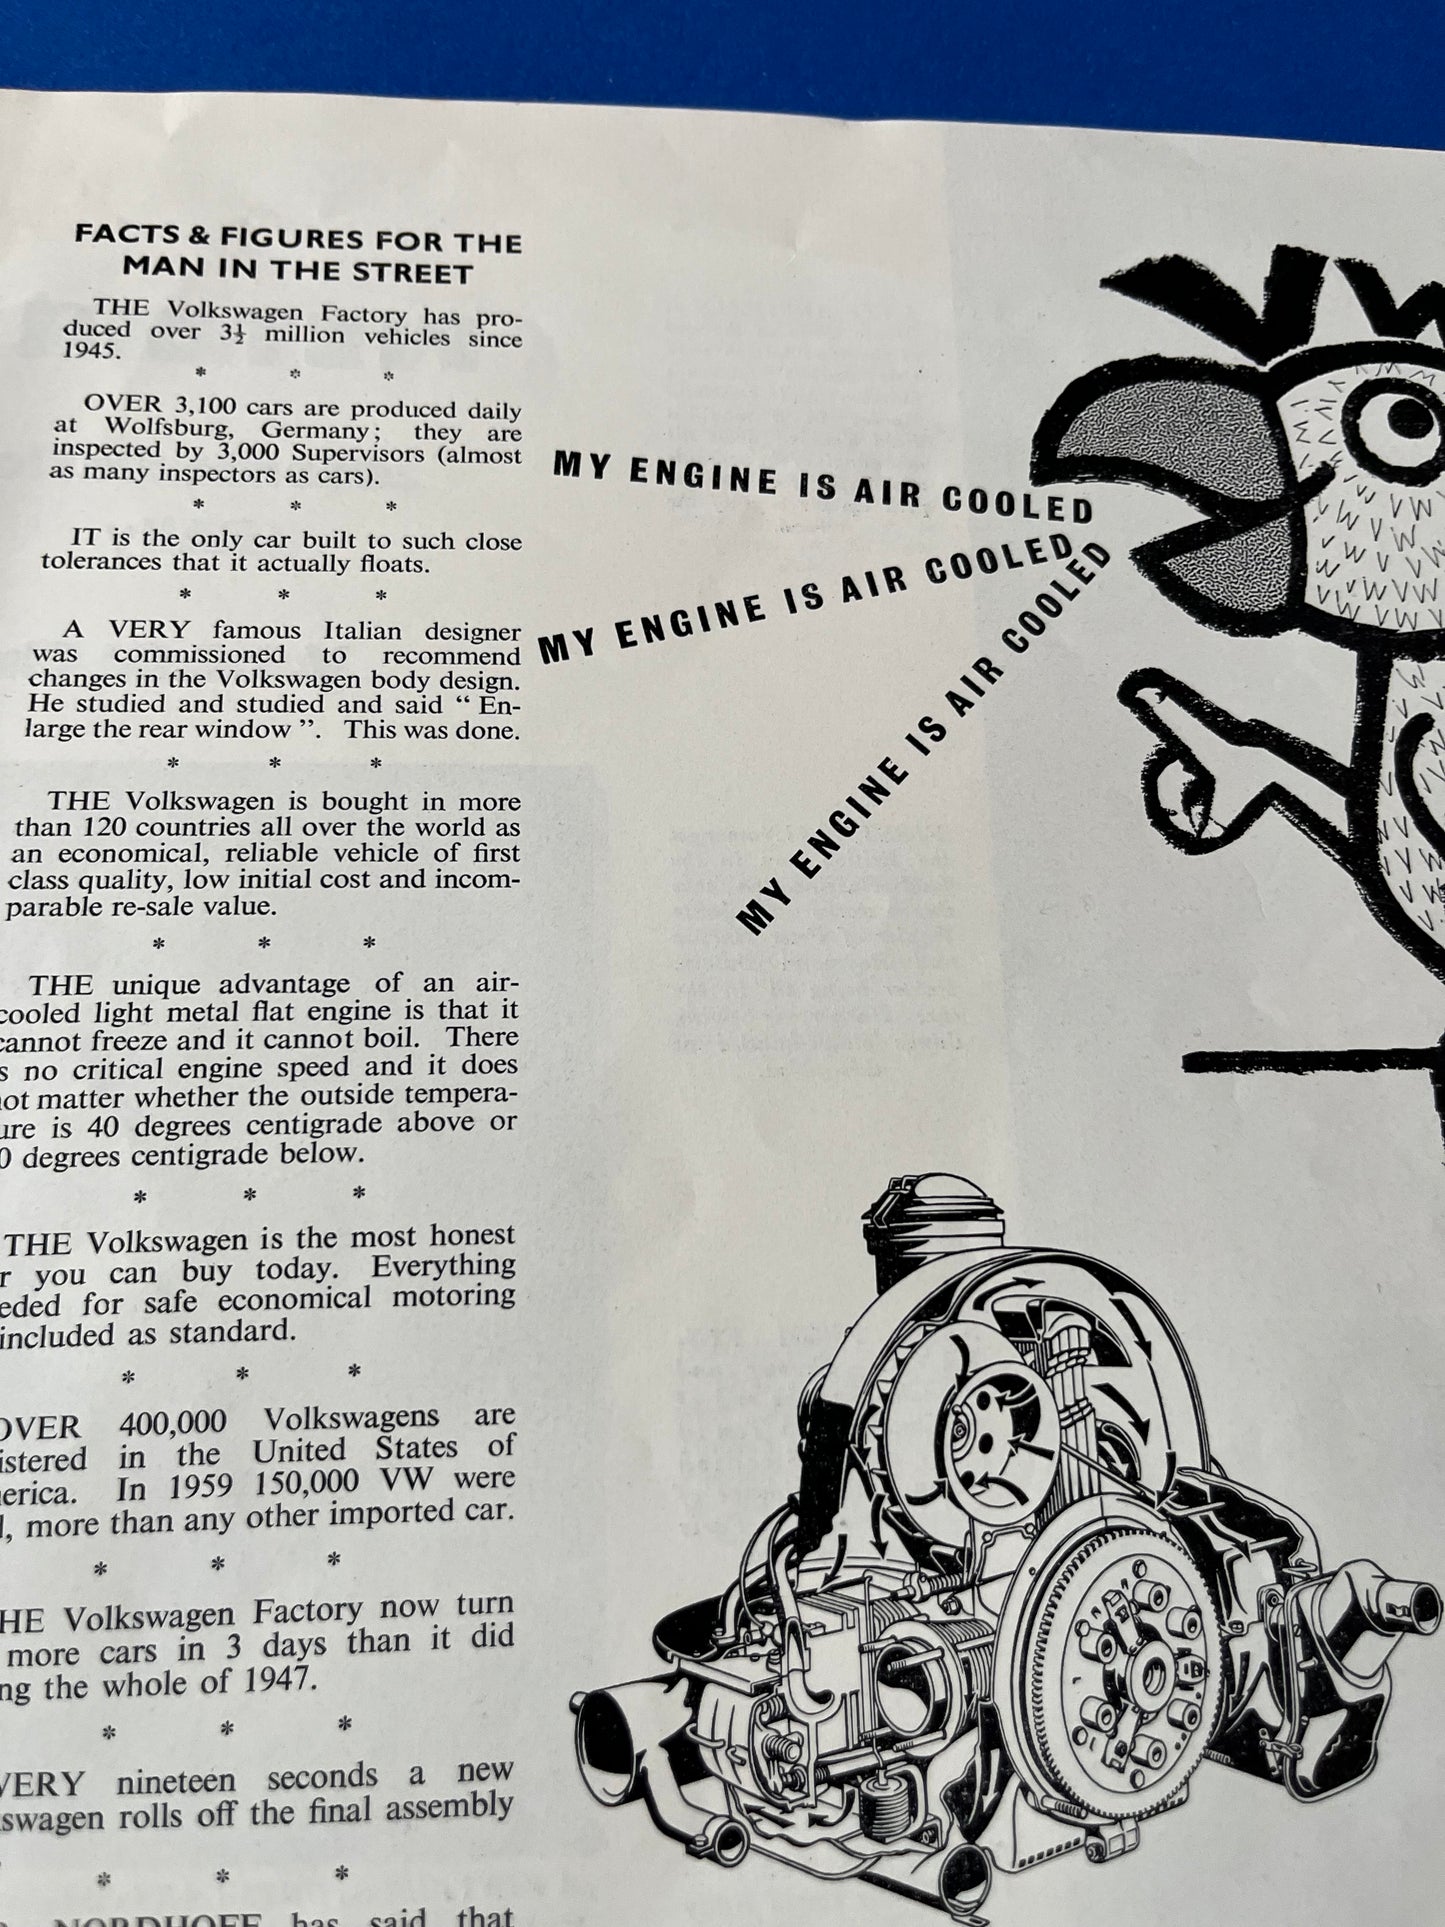 FACTS & FIGURES FOR THE
MAN IN THE STREET
THE Volkswagen Factory has pro-
duced over 3½ million vehicles since
1945.
* * *
OVER 3,100 cars are produced daily
at Wolfsburg, Germany; they are
inspected by 3,000 Supervisors (almost
as many inspectors as cars).
* * *
IT is the only car built to such close
tolerances that it actually floats.
* * *
A VERY famous Italian designer
was commissioned to recommend
changes in the Volkswagen body design.
He studied and studied and said “ En-
large the rear window ”. This was done.
* * *
THE Volkswagen is bought in more
than 120 countries all over the world as
an economical, reliable vehicle of first
class quality, low initial cost and incom-
parable re-sale value.
* * *
THE unique advantage of an air-
cooled light metal flat engine is that it
cannot freeze and it cannot boil. There
s no critical engine speed and it does
not matter whether the outside tempera-
ure is 40 degrees centigrade above or
0 degrees centigrade below.
* * *
THE Volkswagen is the most honest
r you can buy today. Everything
eded for safe economical motoring
included as standard.
* * *
OVER 400,000 Volkswagens are
istered in the United States of
erica. In 1959 150,000 VW were
, more than any other imported car.
* * *
HE Volkswagen Factory now turn
more cars in 3 days than it did
ng the whole of 1947.
* * *
VERY nineteen seconds a new
swagen rolls off the final assembly
* * *
NORDHOFF has said that
MY ENGINE IS AIR COOLED
MY ENGINE IS AIR COOLED
MY ENGINE IS AIR COOLED